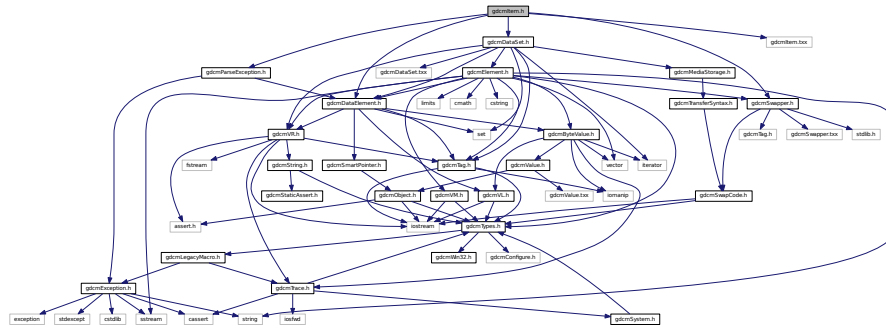 gdcmItem.h
gdcmDataSet.h
gdcmItem.txx
gdcmParseException.h
gdcmDataSet.txx
gdcmElement.h
gdcmMediaStorage.h
gdcmDataElement.h
limits
cmath
cstring
gdcmTransferSyntax.h
gdcmSwapper.h
gdcmVR.h
set
gdcmByteValue.h
gdcmTag.h
gdcmSwapper.txx
stdlib.h
fstream
gdcmString.h
gdcmSmartPointer.h
gdcmTag.h
gdcmValue.h
vector
iterator
gdcmStaticAssert.h
gdcmObject.h
gdcmVM.h
gdcmVL.h
gdcmValue.txx
iomanip
gdcmSwapCode.h
assert.h
iostream
gdcmTypes.h
gdcmLegacyMacro.h
gdcmWin32.h
gdcmConfigure.h
gdcmException.h
gdcmTrace.h
exception
stdexcept
cstdlib
sstream
cassert
string
iosfwd
gdcmSystem.h